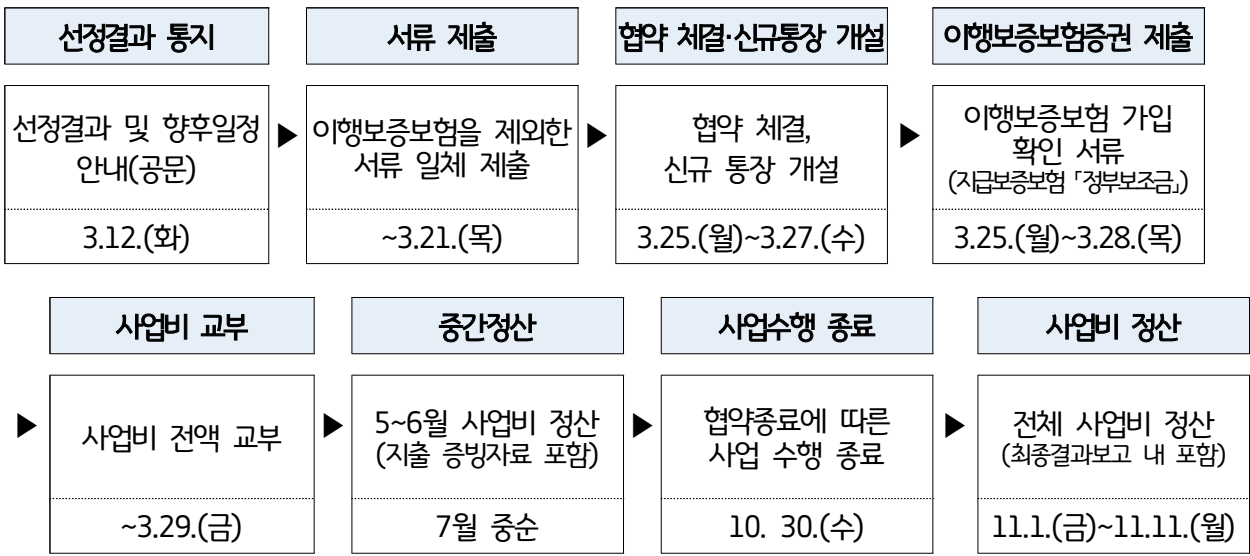 선정결과 통지
서류 제출
협약 체결·신규통장 개설
이행보증보험증권 제출
선정결과 및 향후일정
안내(공문)
3.12.(화)
▶
이행보증보험을 제외한
서류 일체 제출
~3.21.(목)
▶
협약 체결,
신규 통장 개설
3.25.(월)~3.27.(수)
▶
이행보증보험 가입
확인 서류
(지급보증보험 「정부보조금」)
3.25.(월)~3.28.(목)
사업비 교부
중간정산
사업수행 종료
사업비 정산
▶
사업비 전액 교부
~3.29.(금)
▶
5~6월 사업비 정산
(지출 증빙자료 포함)
7월 중순
▶
협약종료에 따른
사업 수행 종료
10. 30.(수)
▶
전체 사업비 정산
(최종결과보고 내 포함)
11.1.(금)~11.11.(월)